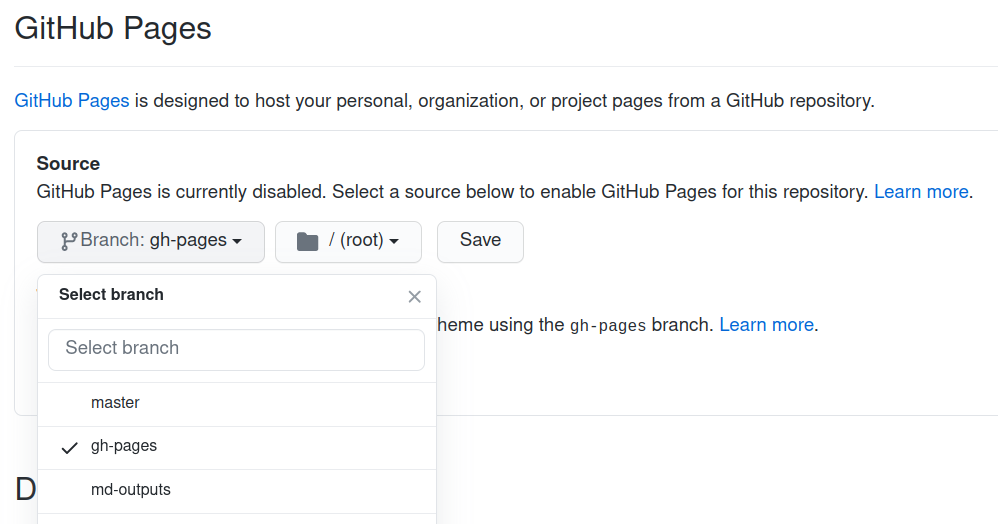 GitHub Pages
GitHub Pages is designed to host your personal, organization, or project pages from a GitHub repository.
Source
GitHub Pages is currently disabled. Select a source below to enable GitHub Pages for this repository. Learn more.
Branch: gh-pages / (root) Save
Select branch
heme using the gh-pages branch. Learn more.
Select branch
master
gh-pages
D
md-outputs